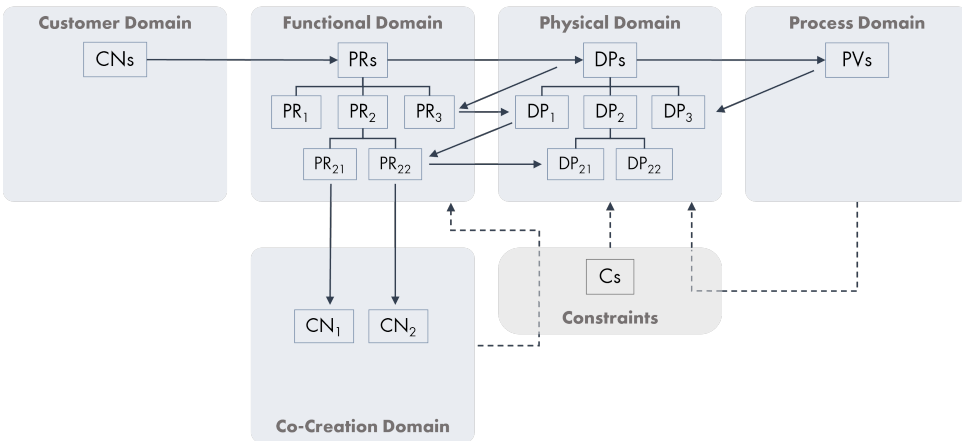 Customer Domain
Functional Domain
Physical Domain
Process Domain
CNs
PRs
DPs
PVs
PR₁
PR₂
PR₃
DP₁
DP₂
DP₃
PR₂₁
PR₂₂
DP₂₁
DP₂₂
Cs
Constraints
CN₁
CN₂
Co-Creation Domain